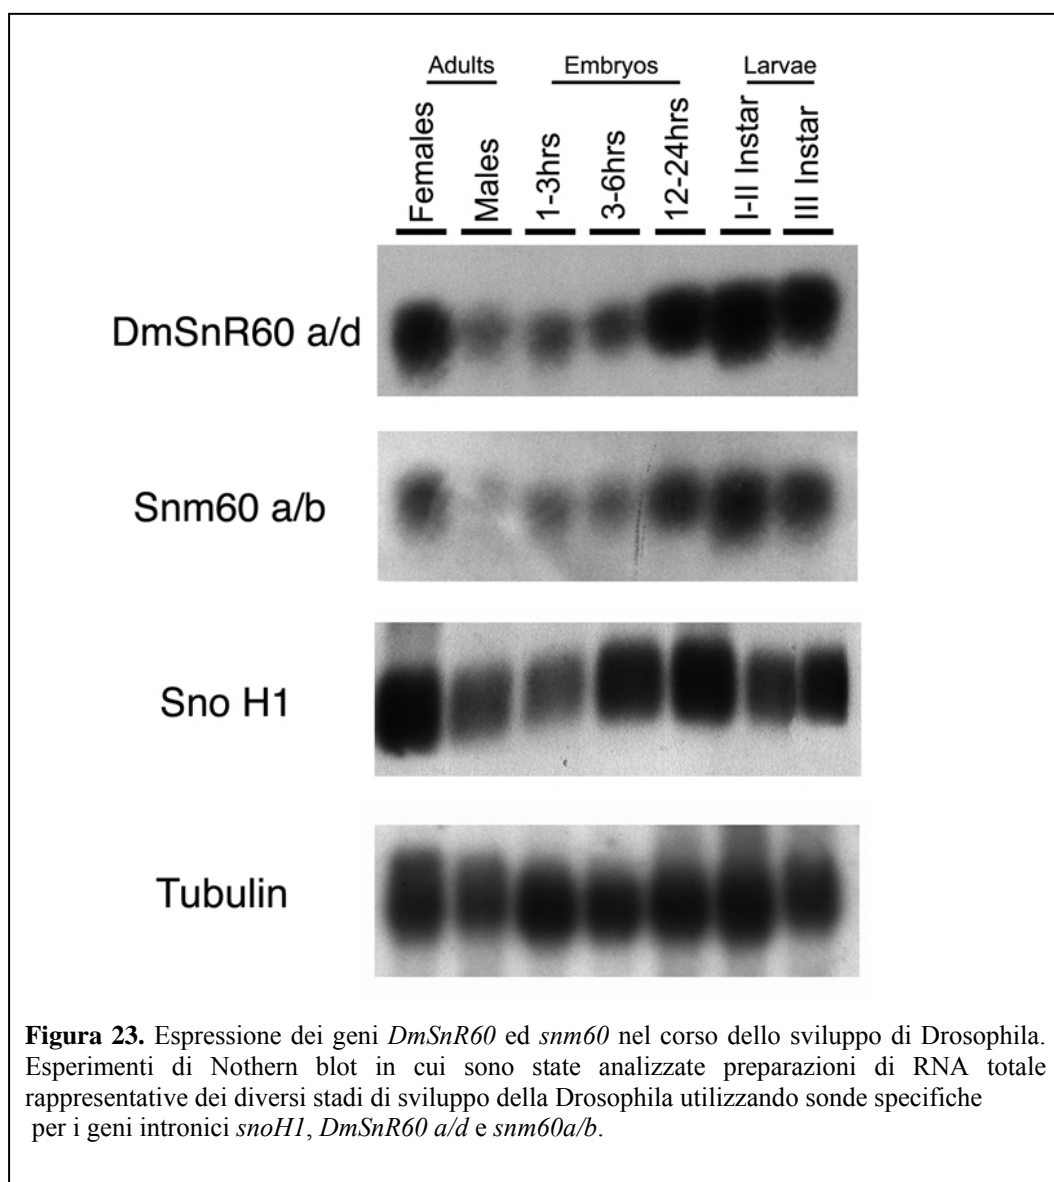 Adults Embryos Larvae
Females Males 1-3hrs 3-6hrs 12-24hrs I-II Instar III Instar
DmSnR60 a/d
Snm60 a/b
Sno H1
Tubulin
Figura 23. Espressione dei geni DmSnR60 ed snm60 nel corso dello sviluppo di Drosophila.
Esperimenti di Nothern blot in cui sono state analizzate preparazioni di RNA totale
rappresentative dei diversi stadi di sviluppo della Drosophila utilizzando sonde specifiche
per i geni intronici snoH1, DmSnR60 a/d e snm60a/b.